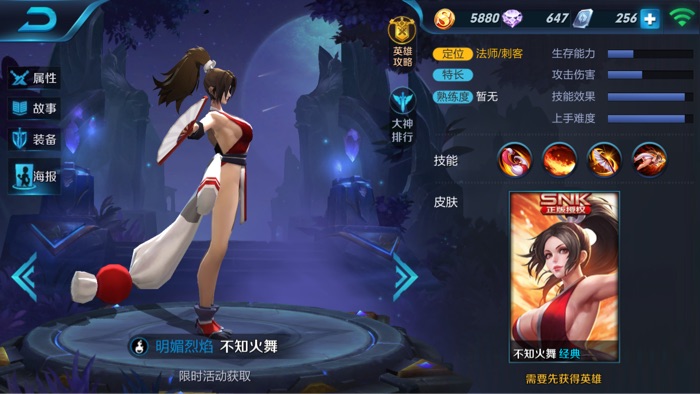 5880
647
256
英雄
攻略
大神
排行
属性
故事
装备
海报
定位 法师/刺客
特长
熟练度 暂无
生存能力
攻击伤害
技能效果
上手难度
技能
皮肤
SNK
正版授权
不知火舞 经典
需要先获得英雄
明媚烈焰 不知火舞
限时活动获取